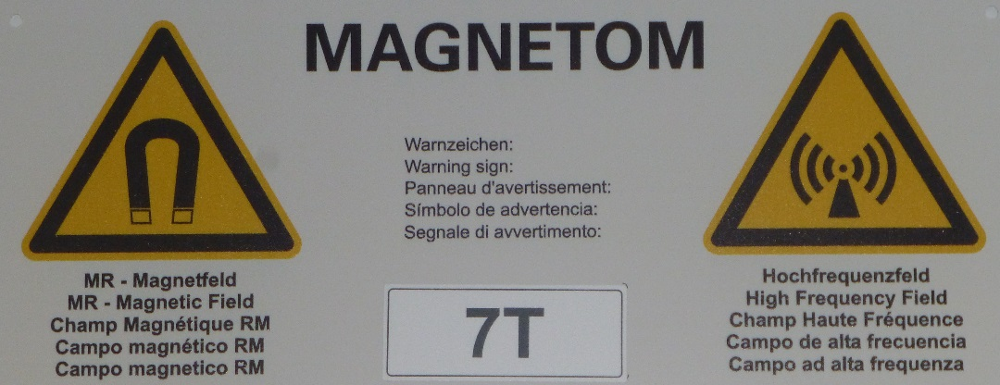 MAGNETOM
Warnzeichen:
Warning sign:
Panneau d'avertissement:
Símbolo de advertencia:
Segnale di avvertimento:
MR - Magnetfeld
MR - Magnetic Field
Champ Magnétique RM
Campo magnético RM
Campo magnetico RM
7T
Hochfrequenzfeld
High Frequency Field
Champ Haute Fréquence
Campo de alta frecuencia
Campo ad alta frequenza